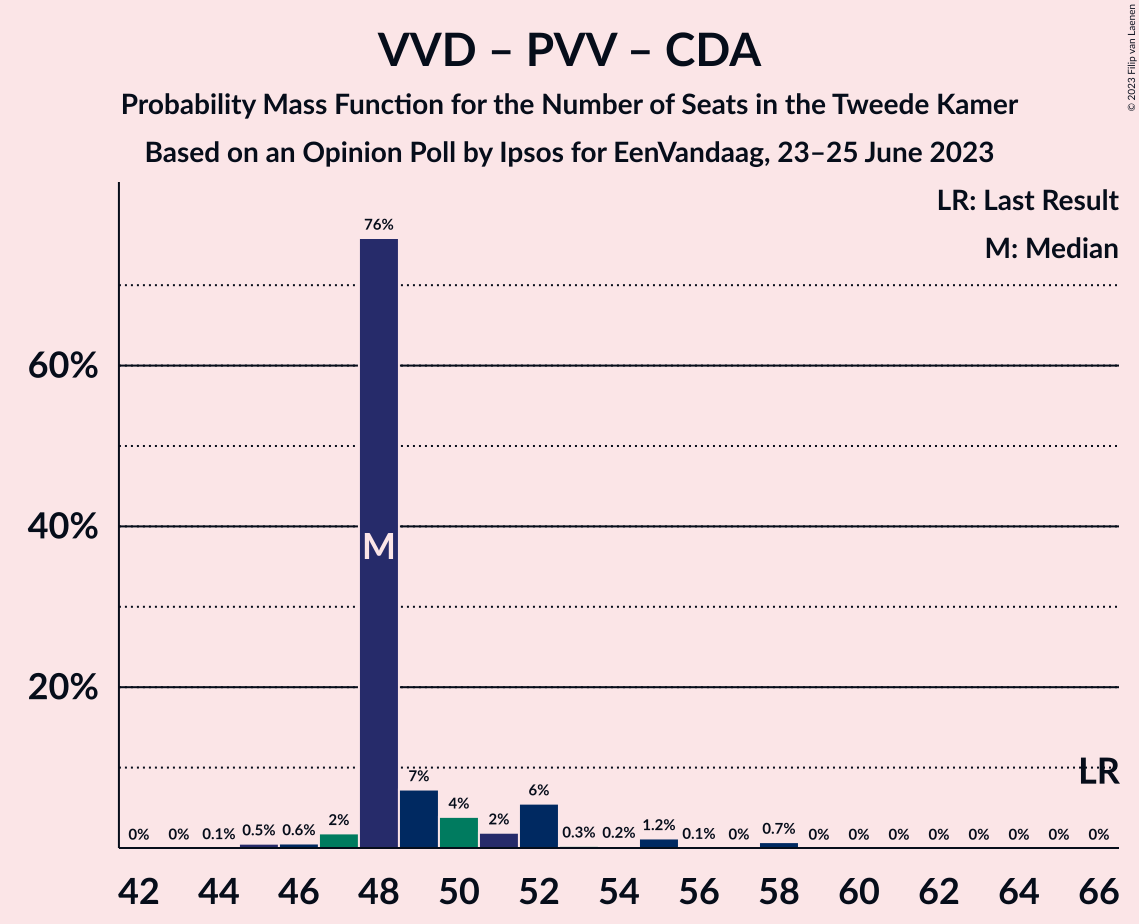 VVD – PVV – CDA
Probability Mass Function for the Number of Seats in the Tweede Kamer
Based on an Opinion Poll by Ipsos for EenVandaag, 23–25 June 2023
© 2023 Filip van Laenen
LR: Last Result
M: Median
76%
60%
40%
M
20%
LR
0% 0% 0.1% 0.5% 0.6% 2% 7% 4% 2% 6% 0.3% 0.2% 1.2% 0.1% 0% 0.7% 0% 0% 0% 0% 0% 0% 0% 0%
42 44 46 48 50 52 54 56 58 60 62 64 66